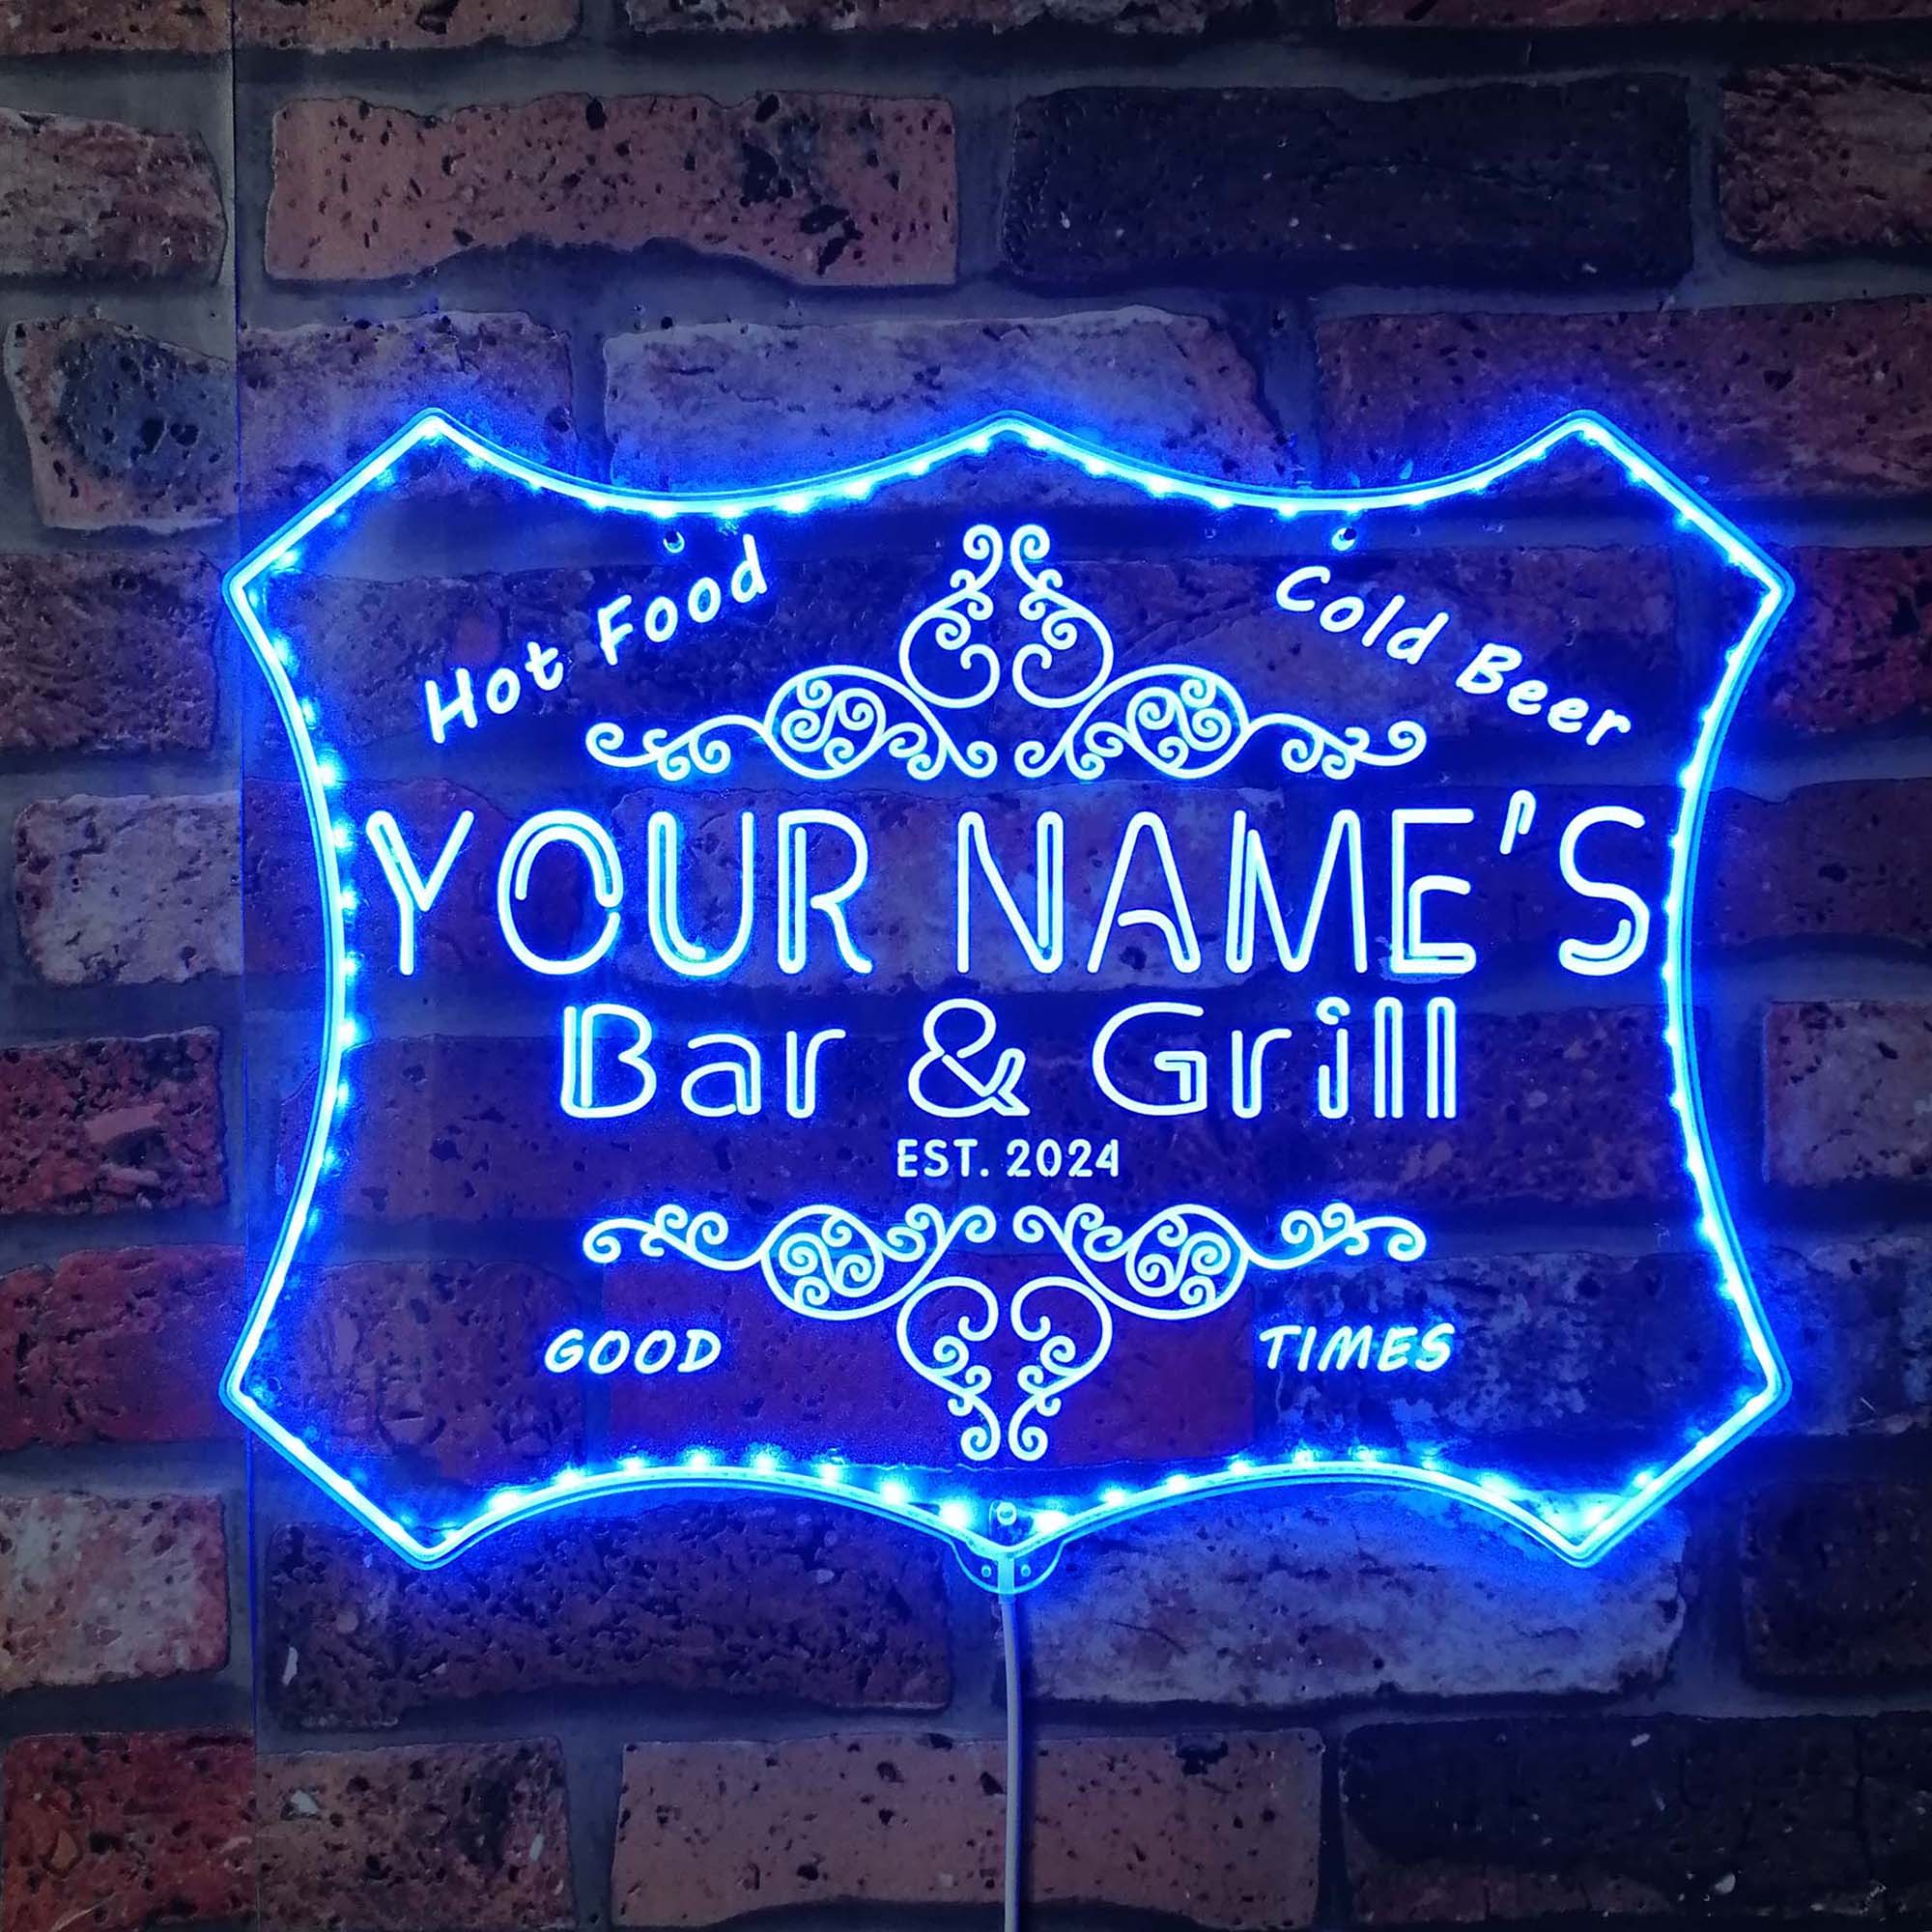 Hot Food
Cold Beer
YOUR NAME'S
Bar & Grill
EST. 2024
GOOD
TIMES